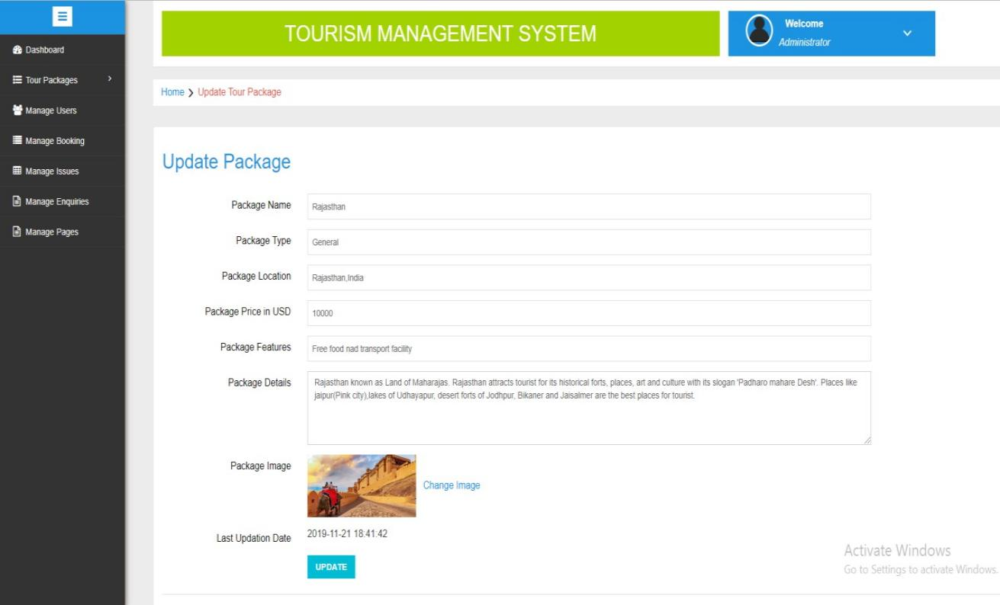 TOURISM MANAGEMENT SYSTEM
Welcome
Administrator
Dashboard
Tour Packages
Manage Users
Manage Booking
Manage Issues
Manage Enquiries
Manage Pages
Home ❯ Update Tour Package
Update Package
Package Name Rajasthan
Package Type General
Package Location Rajasthan,India
Package Price in USD 10000
Package Features Free food nad transport facility
Package Details Rajasthan known as Land of Maharajas. Rajasthan attracts tourist for its historical forts, places, art and culture with its slogan 'Padharo mahare Desh'. Places like
jaipur(Pink city),lakes of Udhayapur, desert forts of Jodhpur, Bikaner and Jaisalmer are the best places for tourist.
Package Image Change Image
Last Updation Date 2019-11-21 18:41:42
UPDATE
Activate Windows
Go to Settings to activate Windows.